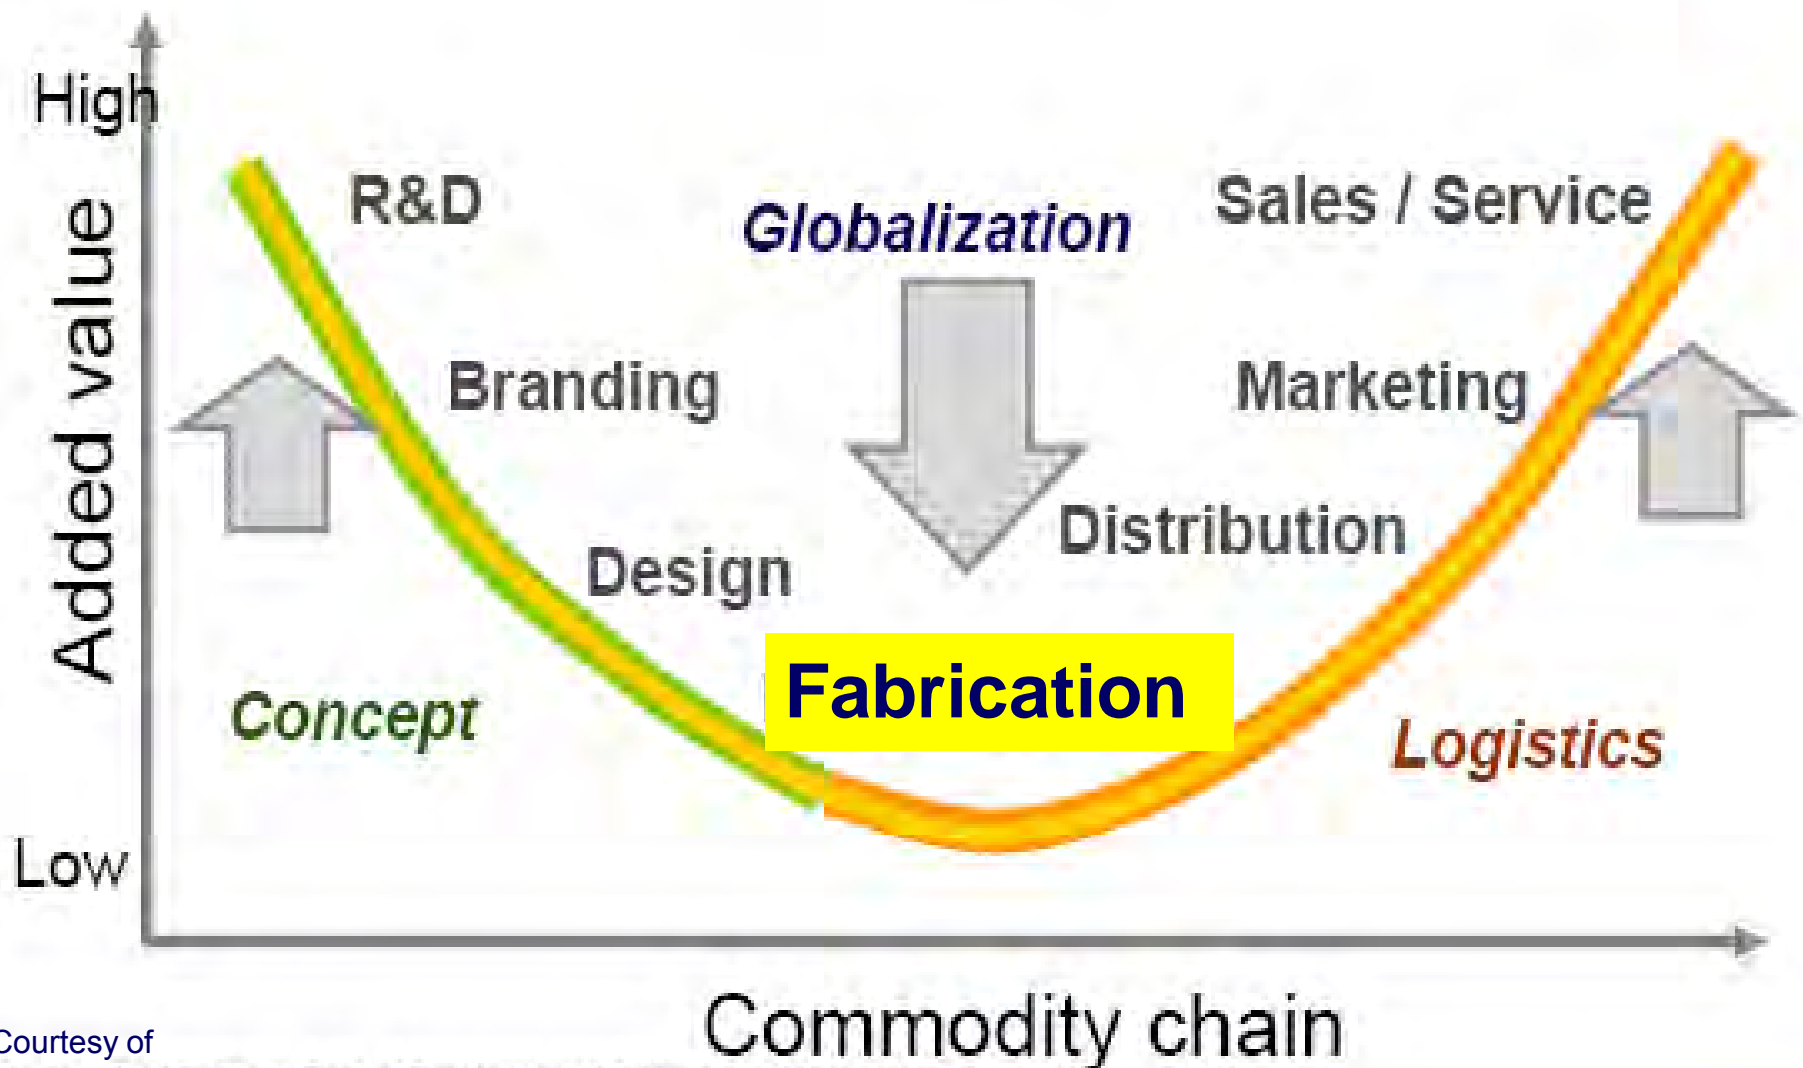 High
R&D
Sales / Service
Globalization
Branding
Marketing
Distribution
Design
Fabrication
Concept
Logistics
Added value
Low
Commodity chain
Courtesy of